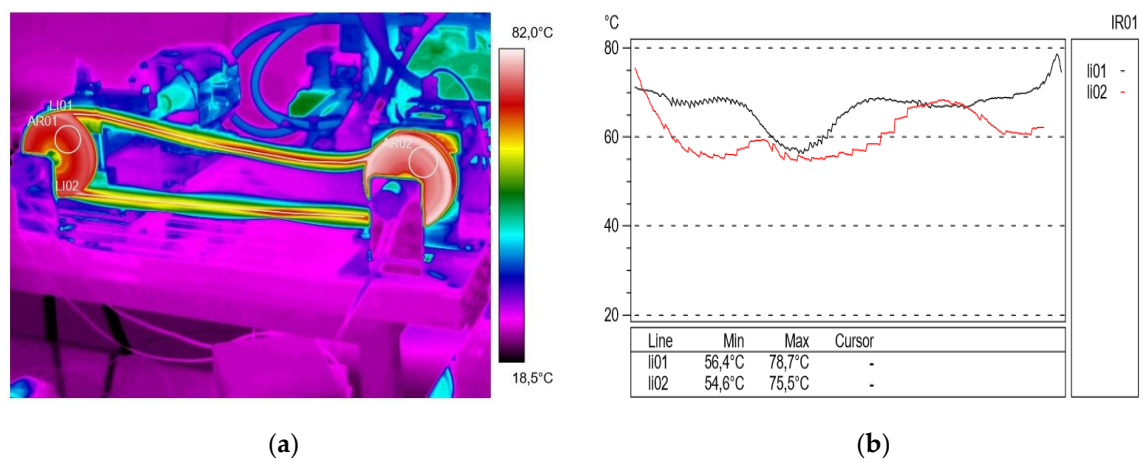 82,0°C
LI01
AR01
AR02
LI02
18,5°C
(a)
°C
IR01
80
60
40
20
li01 -
li02 -
Line Min Max Cursor
li01 56,4°C 78,7°C -
li02 54,6°C 75,5°C -
(b)